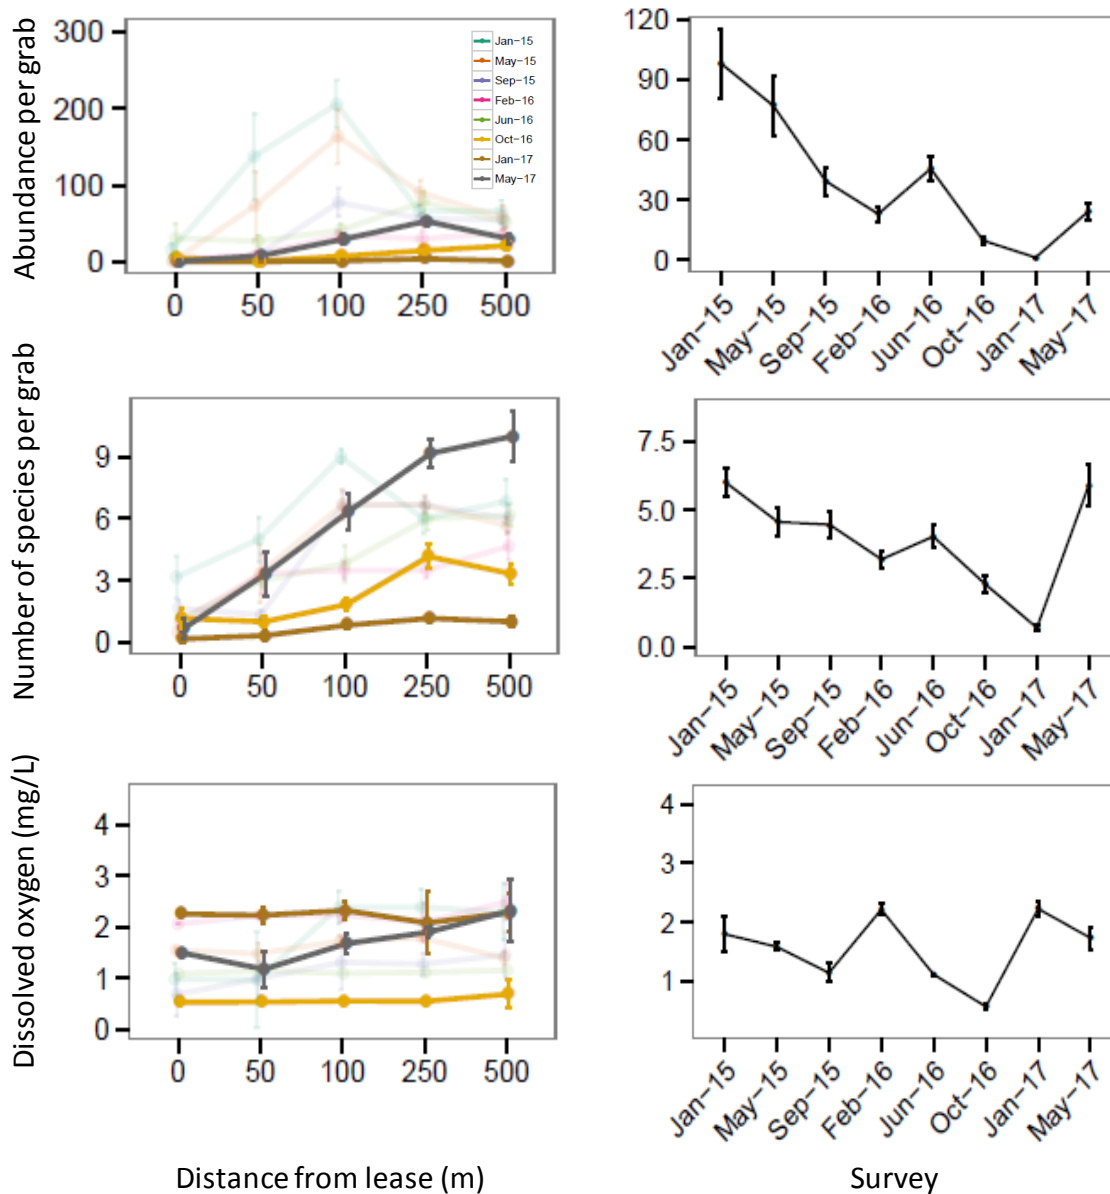 Abundance per grab
300
200
100
0
0 50 100 250 500
Jan-15
May-15
Sep-15
Feb-16
Jun-16
Oct-16
Jan-17
May-17
120
90
60
30
0
Jan-15 May-15 Sep-15 Feb-16 Jun-16 Oct-16 Jan-17 May-17
Number of species per grab
9
6
3
0
0 50 100 250 500
7.5
5.0
2.5
0.0
Jan-15 May-15 Sep-15 Feb-16 Jun-16 Oct-16 Jan-17 May-17
Dissolved oxygen (mg/L)
4
3
2
1
0
0 50 100 250 500
4
3
2
1
Jan-15 May-15 Sep-15 Feb-16 Jun-16 Oct-16 Jan-17 May-17
Distance from lease (m)
Survey